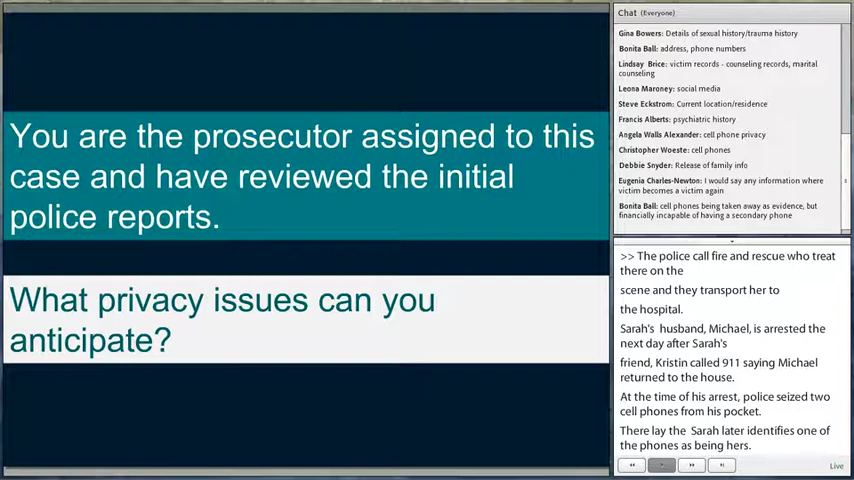 You are the prosecutor assigned to this
case and have reviewed the initial
police reports.
What privacy issues can you
anticipate?
Chat (Everyone)
Gina Bowers: Details of sexual history/trauma history
Bonita Ball: address, phone numbers
Lindsay Brice: victim records - counseling records, marital
counseling
Leona Maroney: social media
Steve Eckstrom: Current location/residence
Francis Alberts: psychiatric history
Angela Walls Alexander: cell phone privacy
Christopher Woeste: cell phones
Debbie Snyder: Release of family info
Eugenia Charles-Newton: I would say any information where
victim becomes a victim again
Bonita Ball: cell phones being taken away as evidence, but
financially incapable of having a secondary phone
>> The police call fire and rescue who treat
there on the
scene and they transport her to
the hospital.
Sarah's husband, Michael, is arrested the
next day after Sarah's
friend, Kristin called 911 saying Michael
returned to the house.
At the time of his arrest, police seized two
cell phones from his pocket.
There lay the Sarah later identifies one of
the phones as being hers.
Live